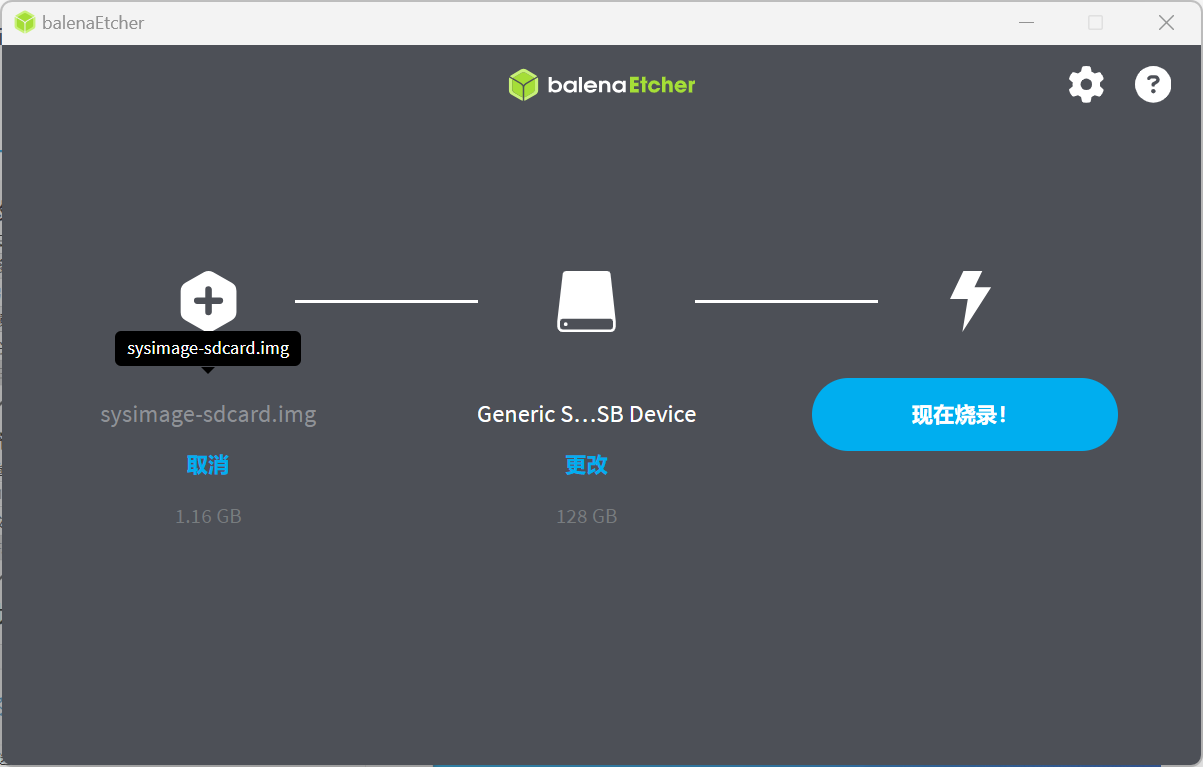 balenaEtcher
balenaEtcher
sysimage-sdcard.img
sysimage-sdcard.img
Generic S...SB Device
现在烧录！
取消
更改
1.16 GB
128 GB